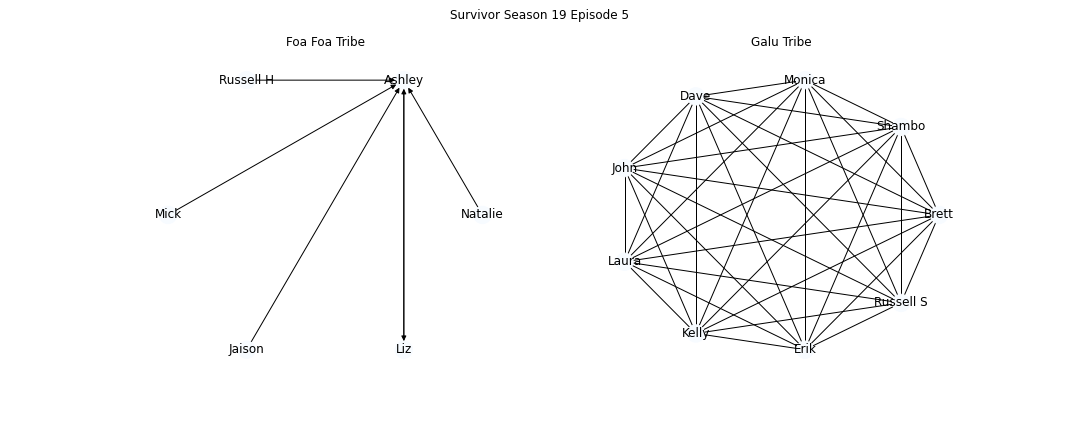 Survivor Season 19 Episode 5
Foa Foa Tribe
Galu Tribe
Russell H
Ashley
Mick
Natalie
Jaison
Liz
Monica
Dave
Shambo
John
Brett
Laura
Russell S
Kelly
Erik